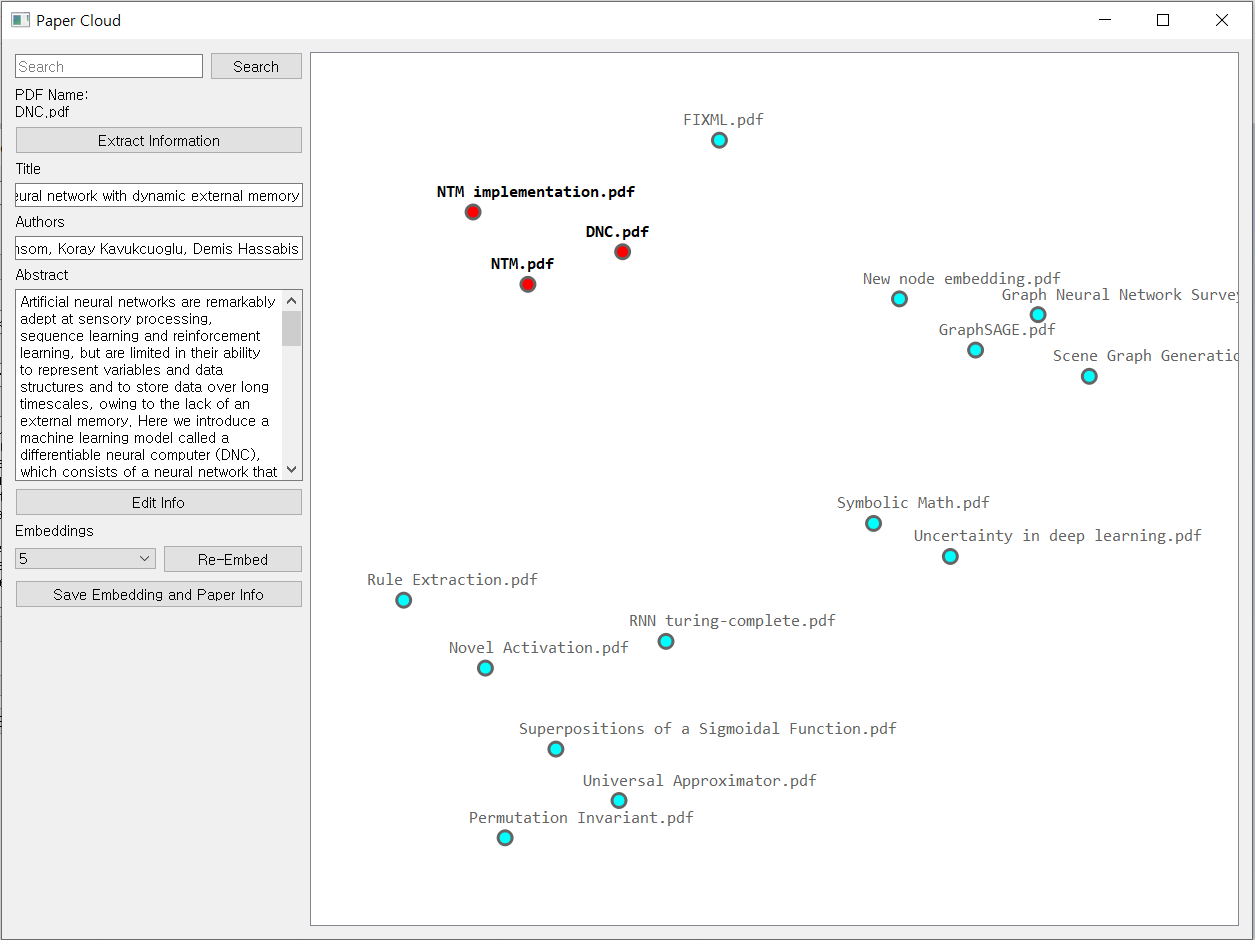 Paper Cloud
Search
Search
PDF Name:
DNC.pdf
Extract Information
Title
eural network with dynamic external memory
Authors
nsom, Koray Kavukcuoglu, Demis Hassabis
Abstract
Artificial neural networks are remarkably
adept at sensory processing,
sequence learning and reinforcement
learning, but are limited in their ability
to represent variables and data
structures and to store data over long
timescales, owing to the lack of an
external memory. Here we introduce a
machine learning model called a
differentiable neural computer (DNC),
which consists of a neural network that
Edit Info
Embeddings
5
Re-Embed
Save Embedding and Paper Info
FIXML.pdf
NTM implementation.pdf
DNC.pdf
NTM.pdf
New node embedding.pdf
Graph Neural Network Surve
GraphSAGE.pdf
Scene Graph Generatio
Symbolic Math.pdf
Uncertainty in deep learning.pdf
Rule Extraction.pdf
RNN turing-complete.pdf
Novel Activation.pdf
Superpositions of a Sigmoidal Function.pdf
Universal Approximator.pdf
Permutation Invariant.pdf